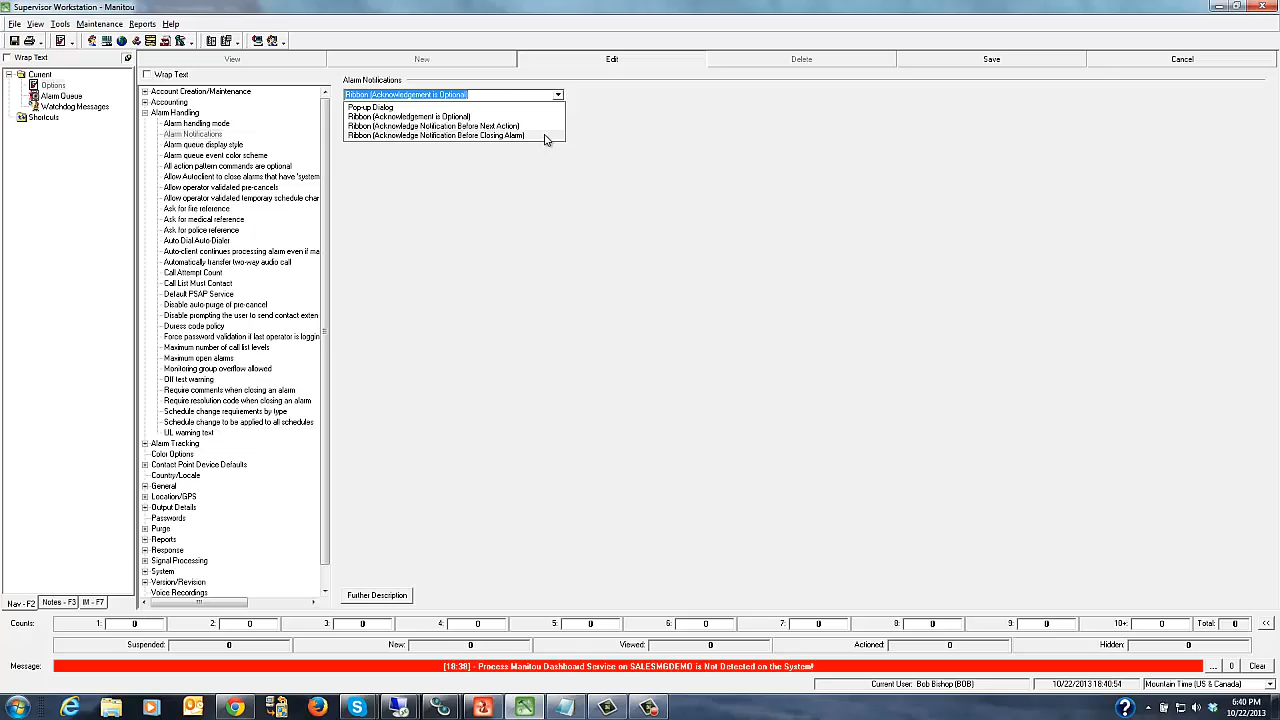 Supervisor Workstation - Manitou
File View Tools Maintenance Reports Help
Wrap Text
Current
Options
Alarm Queue
Watchdog Messages
Shortcuts
Nav - F2 Notes - F3 IM - F7
View New Edit Delete Save Cancel
Wrap Text
Account Creation/Maintenance
Accounting
Alarm Handling
Alarm handling mode
Alarm Notifications
Alarm queue display style
Alarm queue event color scheme
All action pattern commands are optional
Allow Autoclient to close alarms that have 'system
Allow operator validated pre-cancels
Allow operator validated temporary schedule char
Ask for fire reference
Ask for medical reference
Ask for police reference
Auto Dial Auto-Dialer
Auto-client continues processing alarm even if ma
Automatically transfer two-way audio call
Call Attempt Count
Call List Must Contact
Default PSAP Service
Disable auto-purge of pre-cancel
Disable prompting the user to send contact exten
Duress code policy
Force password validation if last operator is loggin
Maximum number of call list levels
Maximum open alarms
Monitoring group overflow allowed
Off test warning
Require comments when closing an alarm
Require resolution code when closing an alarm
Schedule change requirements by type
Schedule change to be applied to all schedules
UL warning text
Alarm Tracking
Color Options
Contact Point Device Defaults
Country/Locale
General
Location/GPS
Output Details
Passwords
Purge
Reports
Response
Signal Processing
System
Version/Revision
Voice Recordings
Alarm Notifications
Ribbon (Acknowledgement is Optional)
Pop-up Dialog
Ribbon (Acknowledgement is Optional)
Ribbon (Acknowledge Notification Before Next Action)
Ribbon (Acknowledge Notification Before Closing Alarm)
Further Description
Counts: 1: 0 2: 0 3: 0 4: 0 5: 0 6: 0 7: 0 8: 0 9: 0 10+: 0 Total: 0 <<
Suspended: 0 New: 0 Viewed: 0 Actioned: 0 Hidden: 0
Message: [18:38] - Process Manitou Dashboard Service on SALESMGDEMO is Not Detected on the System! ... 0 Clear
Current User: Bob Bishop (BOB) 10/22/2013 18:40:54 Mountain Time (US & Canada)
6:40 PM
10/22/2013